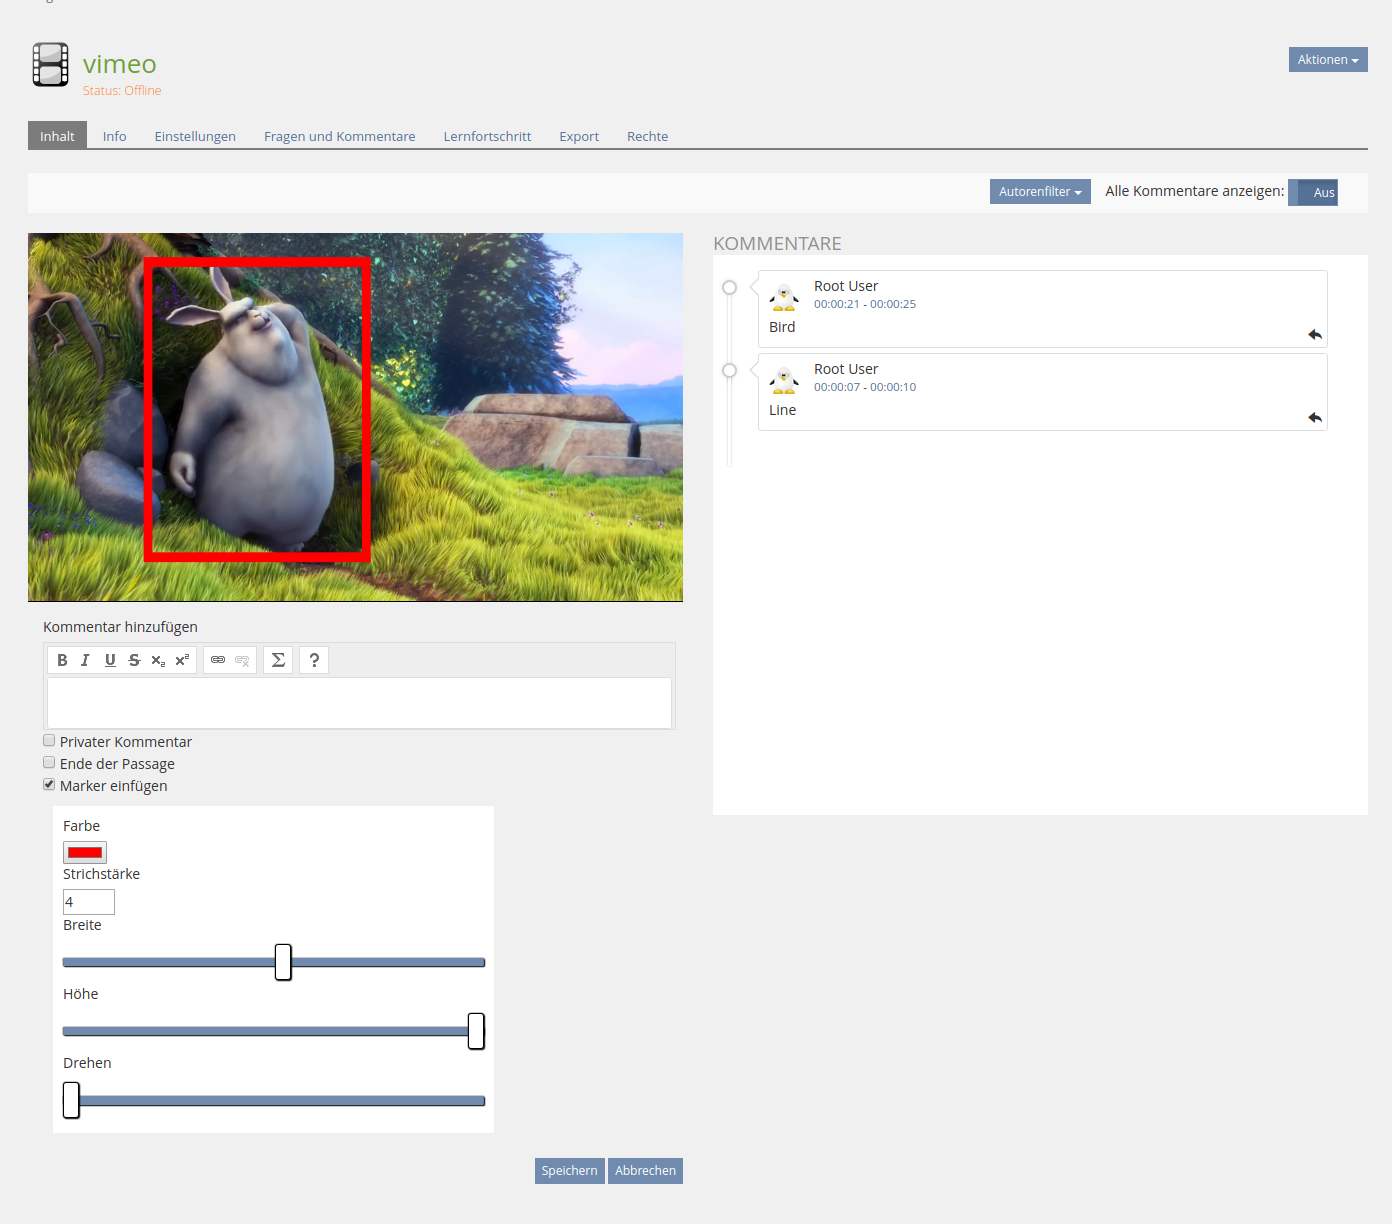 vimeo
Status: Offline
Aktionen
Inhalt Info Einstellungen Fragen und Kommentare Lernfortschritt Export Rechte
Autorenfilter Alle Kommentare anzeigen: Aus
KOMMENTARE
Root User
00:00:21 - 00:00:25
Bird
Root User
00:00:07 - 00:00:10
Line
Kommentar hinzufügen
B I U S x₂ x² Σ ?
Privater Kommentar
Ende der Passage
Marker einfügen
Farbe
Strichstärke
4
Breite
Höhe
Drehen
Speichern Abbrechen